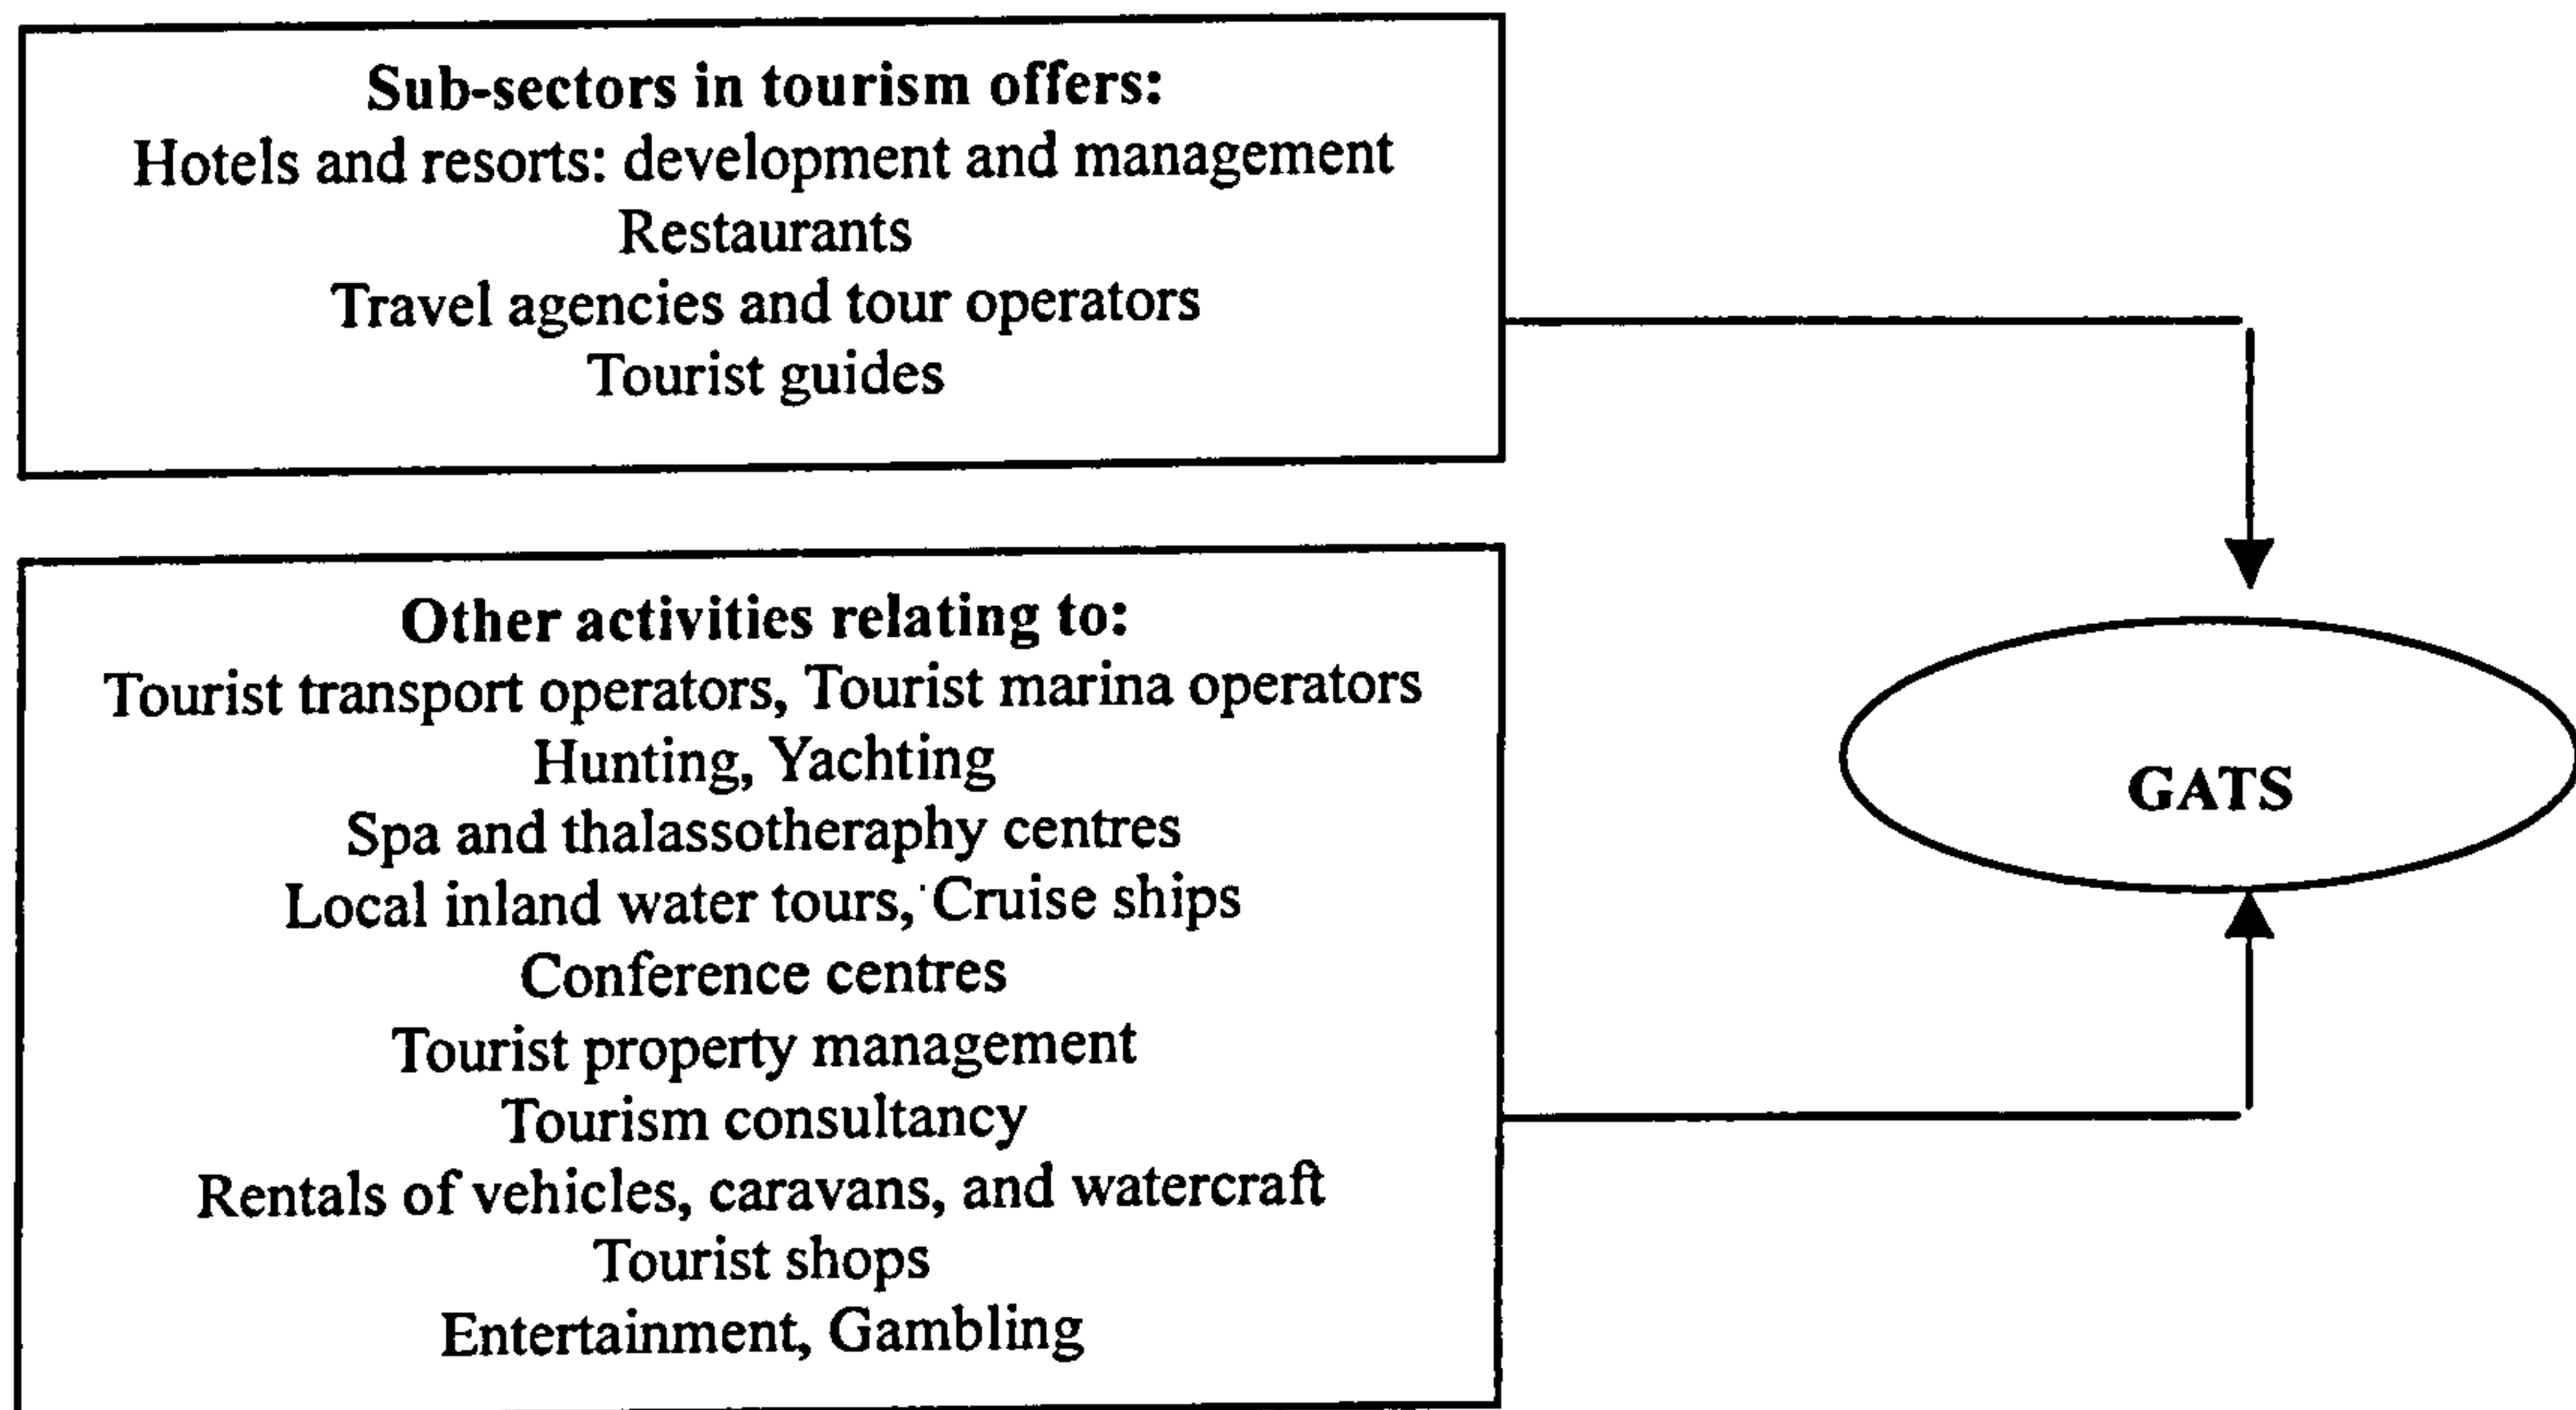 Sub-sectors in tourism offers:
Hotels and resorts: development and management
Restaurants
Travel agencies and tour operators
Tourist guides
Other activities relating to:
Tourist transport operators, Tourist marina operators
Hunting, Yachting
Spa and thalassotheraphy centres
Local inland water tours, Cruise ships
Conference centres
Tourist property management
Tourism consultancy
Rentals of vehicles, caravans, and watercraft
Tourist shops
Entertainment, Gambling
GATS